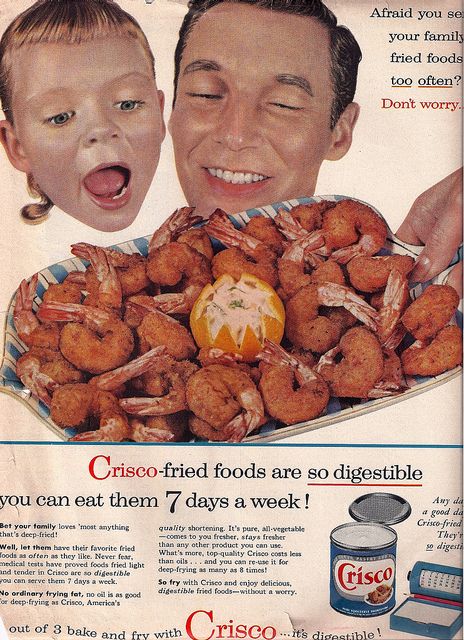 Afraid you se
your family
fried foods
too often?
Don't worry.
Crisco-fried foods are so digestible
you can eat them 7 days a week!
Bet your family loves 'most anything
that's deep-fried!
Well, let them have their favorite fried
foods as often as they like. Never fear,
medical tests have proved foods fried light
and tender in Crisco are so digestible
you can serve them 7 days a week.
No ordinary frying fat, no oil is as good
for deep-frying as Crisco, America's
quality shortening. It's pure, all-vegetable
—comes to you fresher, stays fresher
than any other product you can use.
What's more, top-quality Crisco costs less
than oils . . . and you can re-use it for
deep-frying as many as 8 times!
So fry with Crisco and enjoy delicious,
digestible fried foods—without a worry.
Crisco
Any da
a good da
Crisco-fried
They'r
so digesti
out of 3 bake and fry with Crisco...it's digestible!